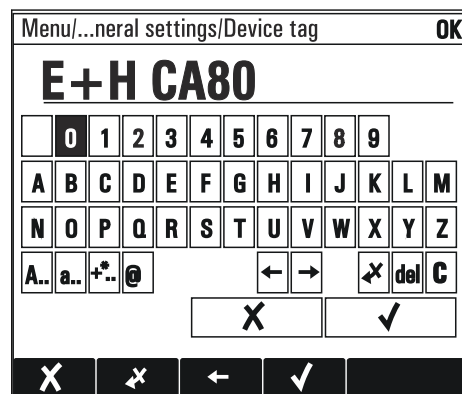 Menu/...neral settings/Device tag OK
E+H CA80
0 1 2 3 4 5 6 7 8 9
A B C D E F G H I J K L M
N O P Q R S T U V W X Y Z
A.. a.. +*.. @ ← → del C
✗ ✓
✗ ← ✓